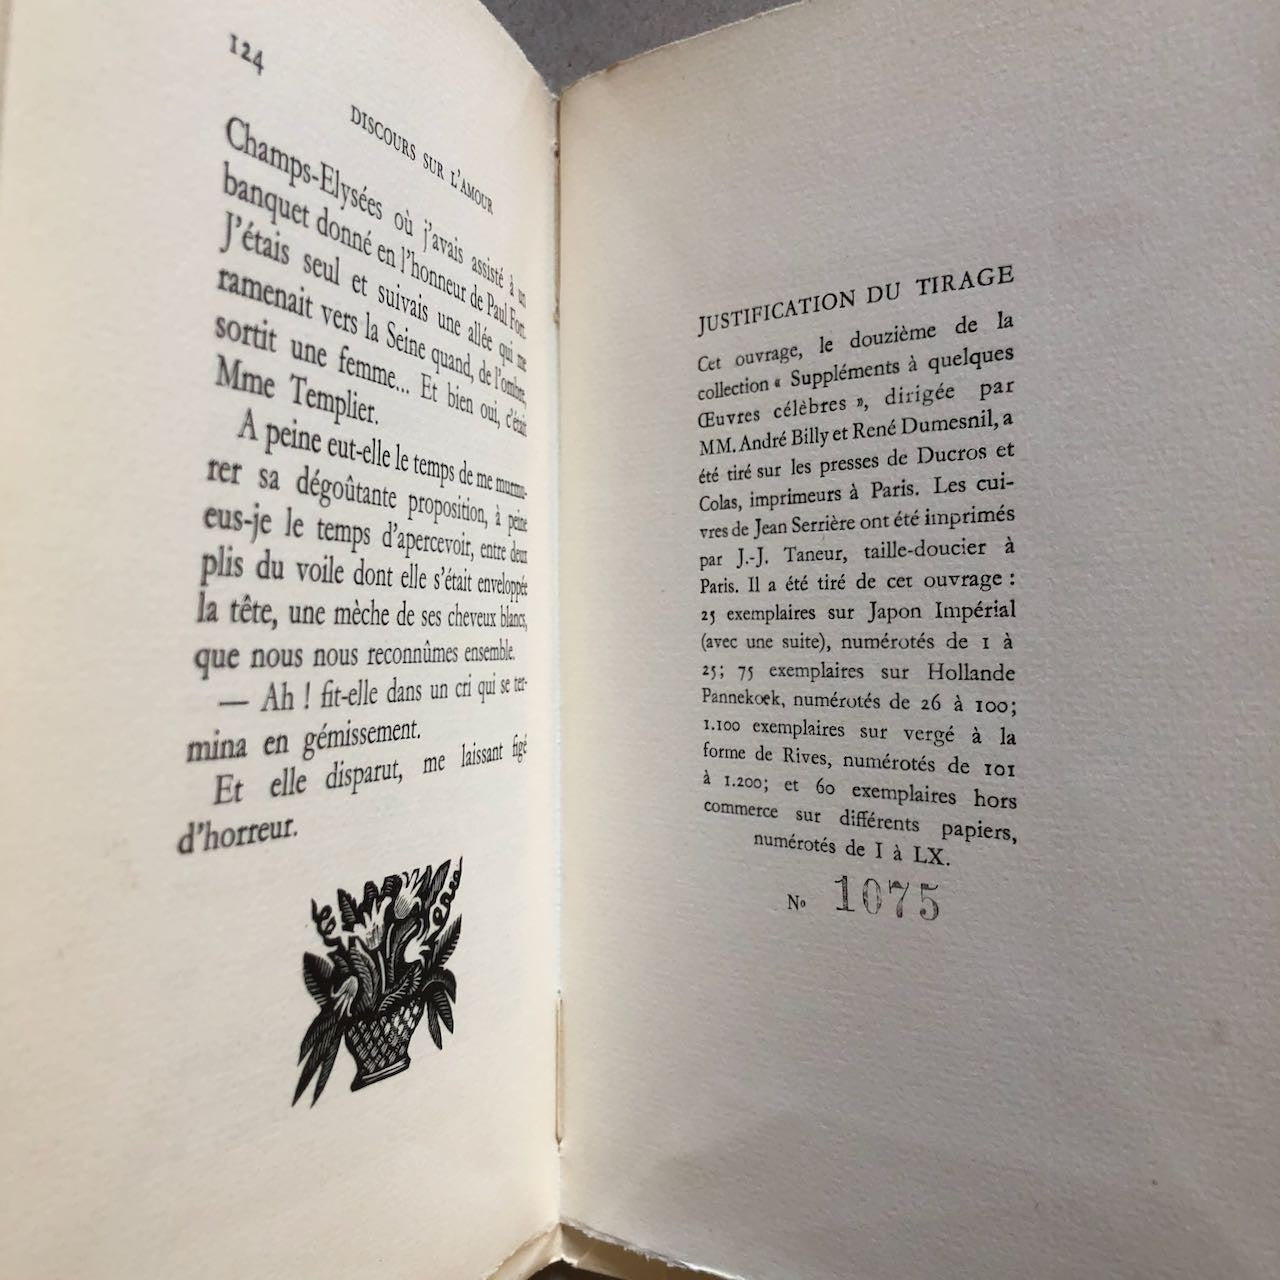 124
DISCOURS SUR L'AMOUR
Champs-Elysées où j'avais assisté à un
banquet donné en l'honneur de Paul Fort.
J'étais seul et suivais une allée qui me
ramenait vers la Seine quand, de l'ombre,
sortit une femme... Et bien oui, c'était
Mme Templier.
A peine eut-elle le temps de me murmu-
rer sa dégoûtante proposition, à peine
eus-je le temps d'apercevoir, entre deux
plis du voile dont elle s'était enveloppée
la tête, une mèche de ses cheveux blancs,
que nous nous reconnûmes ensemble.
— Ah ! fit-elle dans un cri qui se ter-
mina en gémissement.
Et elle disparut, me laissant figé
d'horreur.
JUSTIFICATION DU TIRAGE
Cet ouvrage, le douzième de la
collection « Suppléments à quelques
Œuvres célèbres », dirigée par
MM. André Billy et René Dumesnil, a
été tiré sur les presses de Ducros et
Colas, imprimeurs à Paris. Les cui-
vres de Jean Serrière ont été imprimés
par J.-J. Taneur, taille-doucier à
Paris. Il a été tiré de cet ouvrage :
25 exemplaires sur Japon Impérial
(avec une suite), numérotés de 1 à
25; 75 exemplaires sur Hollande
Pannekoek, numérotés de 26 à 100;
1.100 exemplaires sur vergé à la
forme de Rives, numérotés de 101
à 1.200; et 60 exemplaires hors
commerce sur différents papiers,
numérotés de I à LX.
No 1075